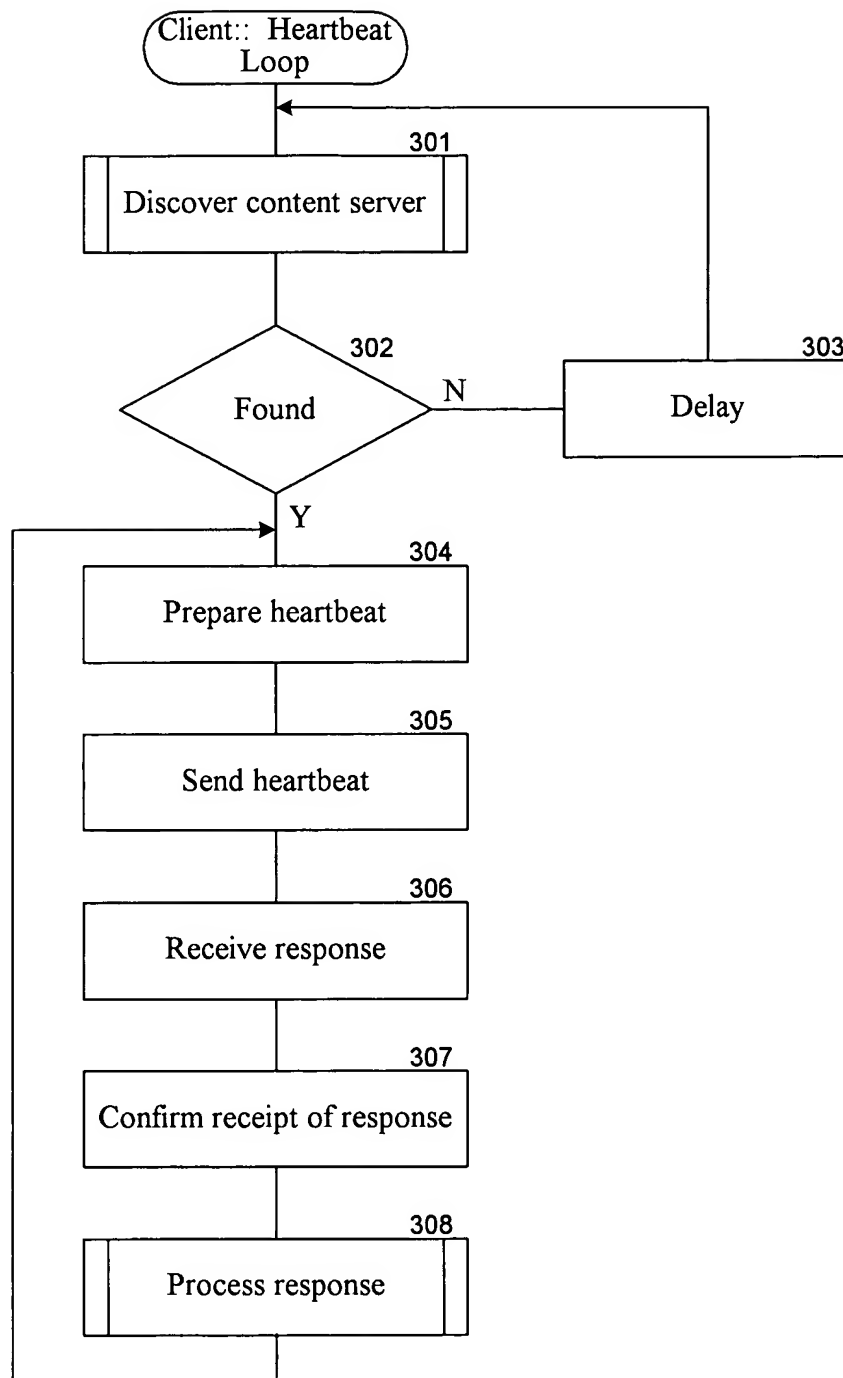 Client:: Heartbeat
Loop
301
Discover content server
302
Found
N
303
Delay
Y
304
Prepare heartbeat
305
Send heartbeat
306
Receive response
307
Confirm receipt of response
308
Process response